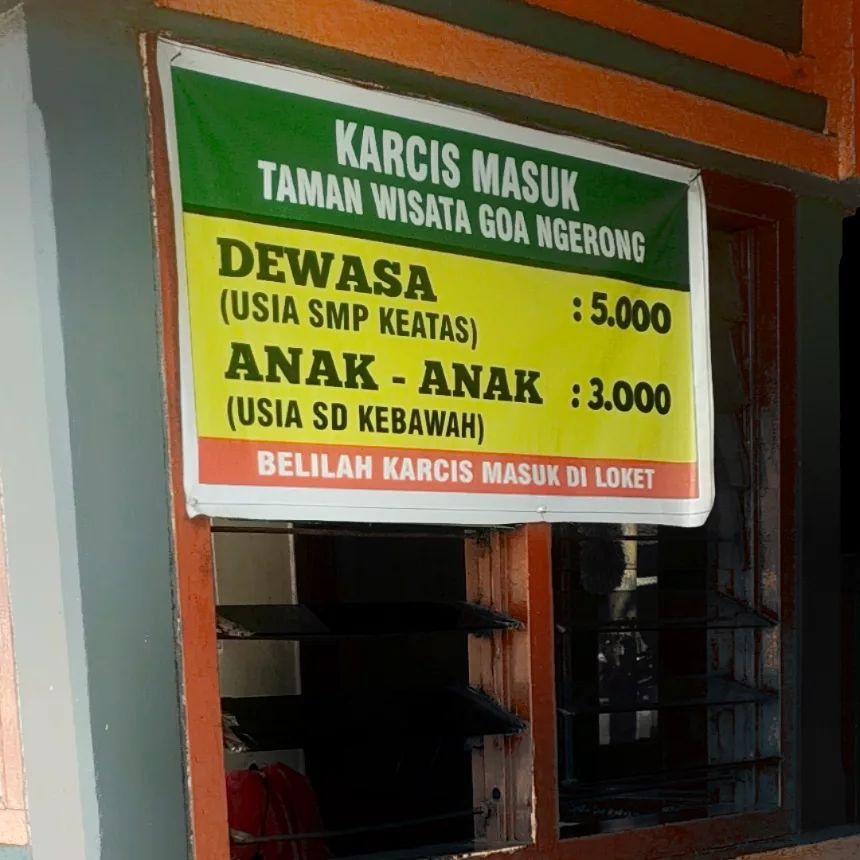 KARCIS MASUK
TAMAN WISATA GOA NGERONG
DEWASA : 5.000
(USIA SMP KEATAS)
ANAK - ANAK : 3.000
(USIA SD KEBAWAH)
BELILAH KARCIS MASUK DI LOKET